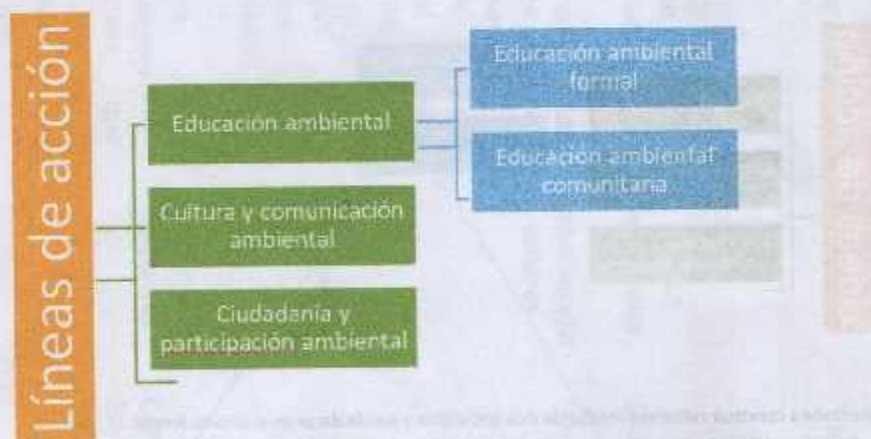 Líneas de acción
Educación ambiental
Cultura y comunicación
ambiental
Ciudadanía y
participación ambiental
Educación ambiental
formal
Educación ambiental
comunitaria